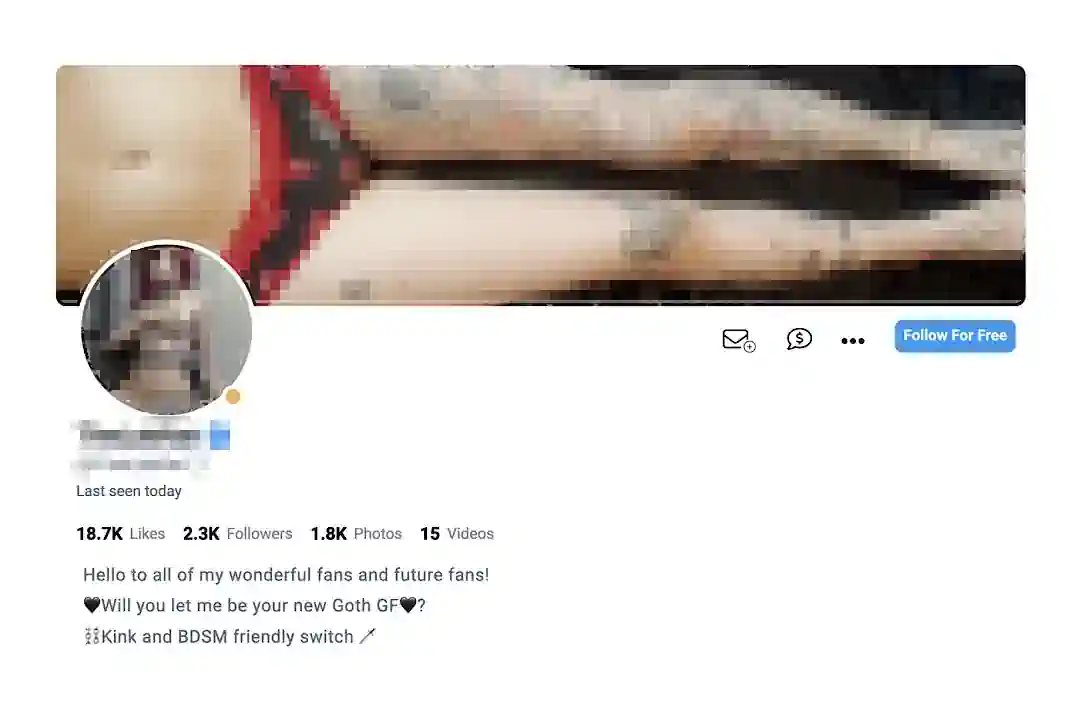 Follow For Free
Last seen today
18.7K Likes 2.3K Followers 1.8K Photos 15 Videos
Hello to all of my wonderful fans and future fans!
🖤Will you let me be your new Goth GF🖤?
⛓Kink and BDSM friendly switch🗡